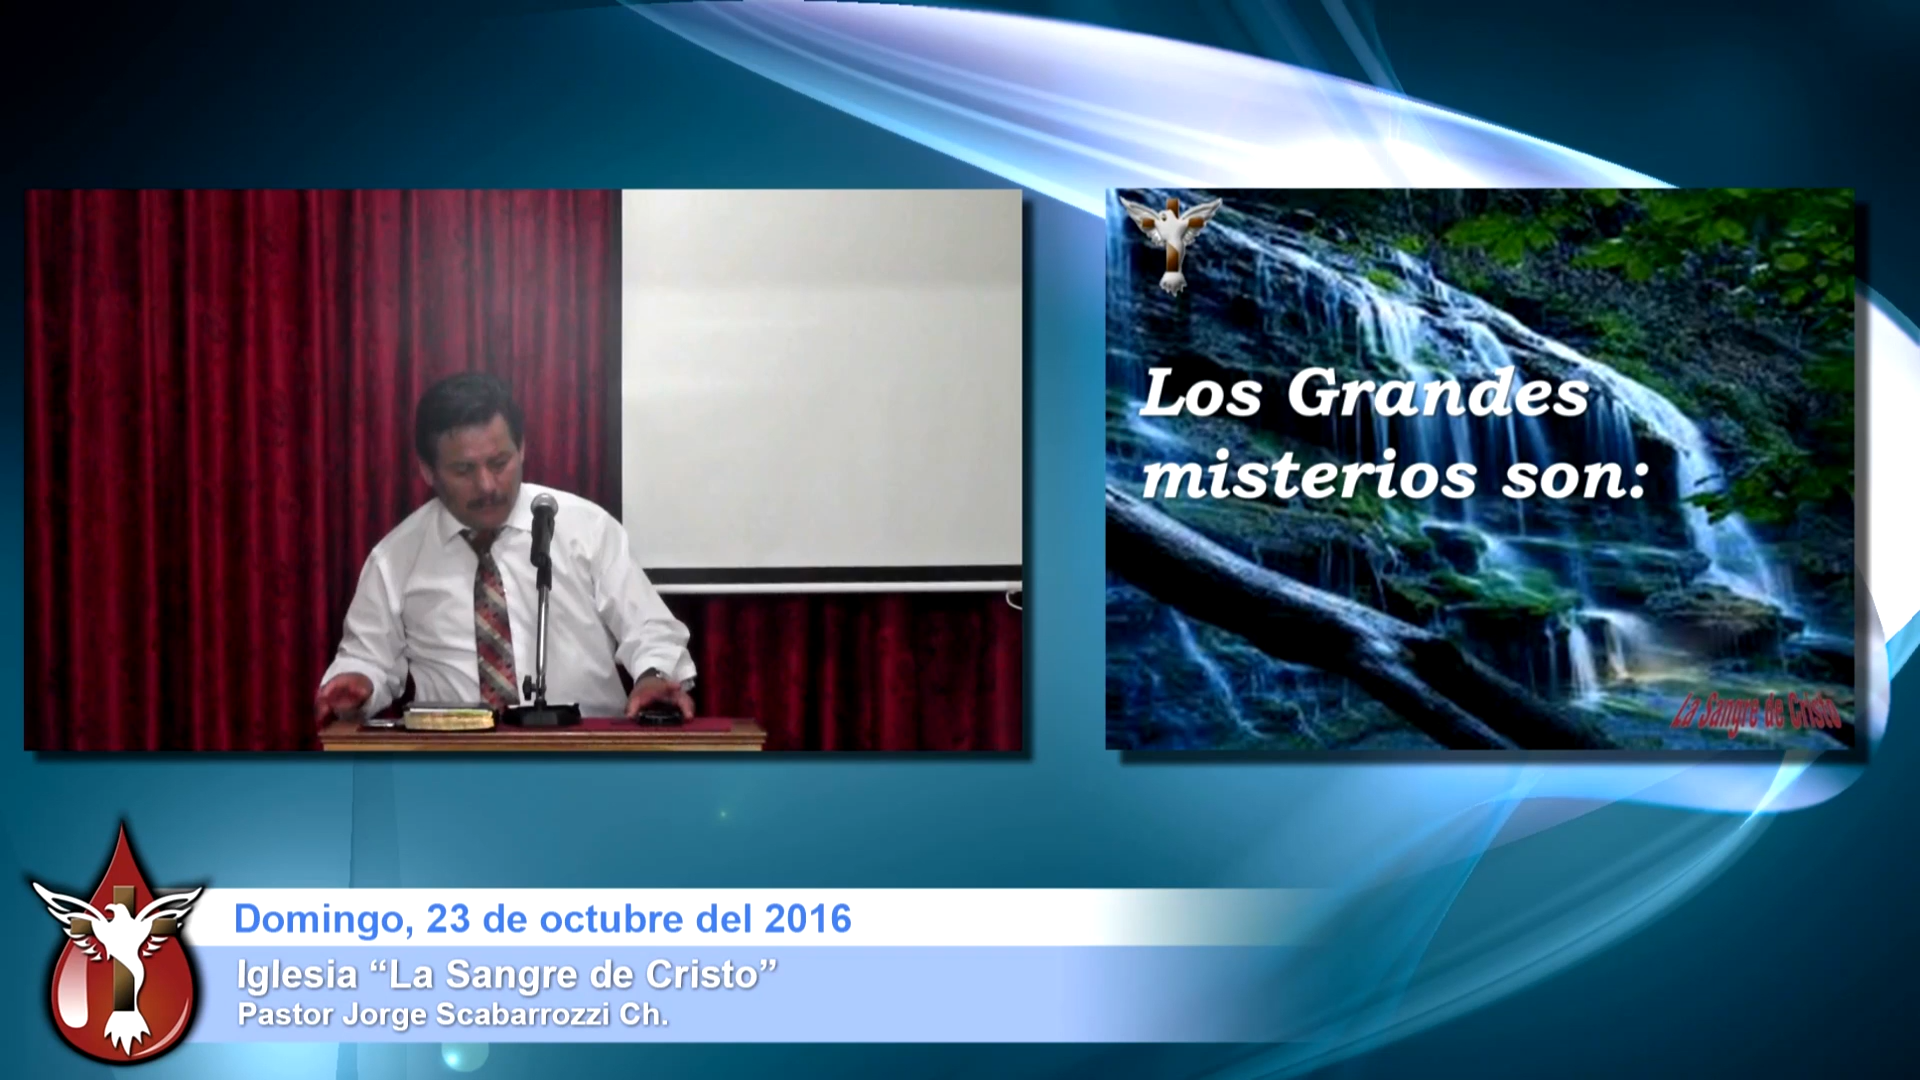 Los Grandes
misterios son:
La Sangre de Cristo
Domingo, 23 de octubre del 2016
Iglesia “La Sangre de Cristo”
Pastor Jorge Scabarrozzi Ch.